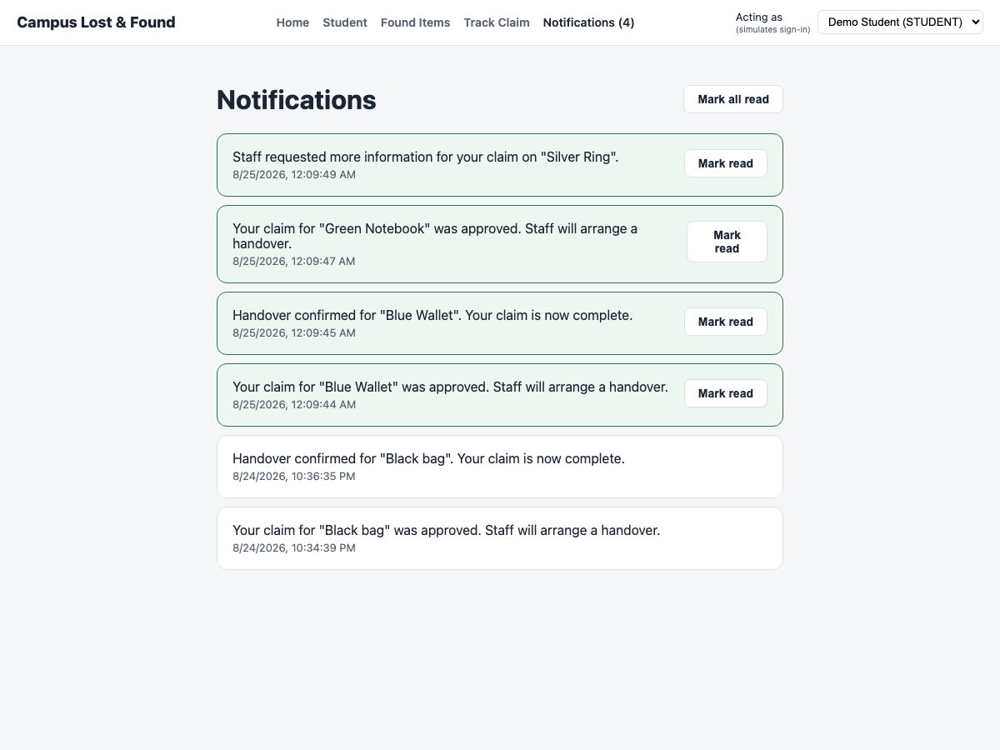 Campus Lost & Found
Home Student Found Items Track Claim Notifications (4)
Acting as
(simulates sign-in)
Demo Student (STUDENT)
Notifications
Mark all read
Staff requested more information for your claim on "Silver Ring".
8/25/2026, 12:09:49 AM
Mark read
Your claim for "Green Notebook" was approved. Staff will arrange a
handover.
8/25/2026, 12:09:47 AM
Mark
read
Handover confirmed for "Blue Wallet". Your claim is now complete.
8/25/2026, 12:09:45 AM
Mark read
Your claim for "Blue Wallet" was approved. Staff will arrange a handover.
8/25/2026, 12:09:44 AM
Mark read
Handover confirmed for "Black bag". Your claim is now complete.
8/24/2026, 10:36:35 PM
Your claim for "Black bag" was approved. Staff will arrange a handover.
8/24/2026, 10:34:39 PM